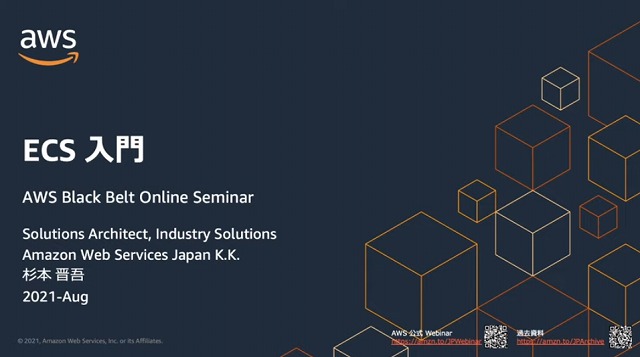 aws
ECS 入門
AWS Black Belt Online Seminar
Solutions Architect, Industry Solutions
Amazon Web Services Japan K.K.
杉本 晋吾
2021-Aug
AWS 公式 Webinar
https://amzn.to/JPWebinar
過去資料
https://amzn.to/JPArchive
© 2021, Amazon Web Services, Inc. or its Affiliates.